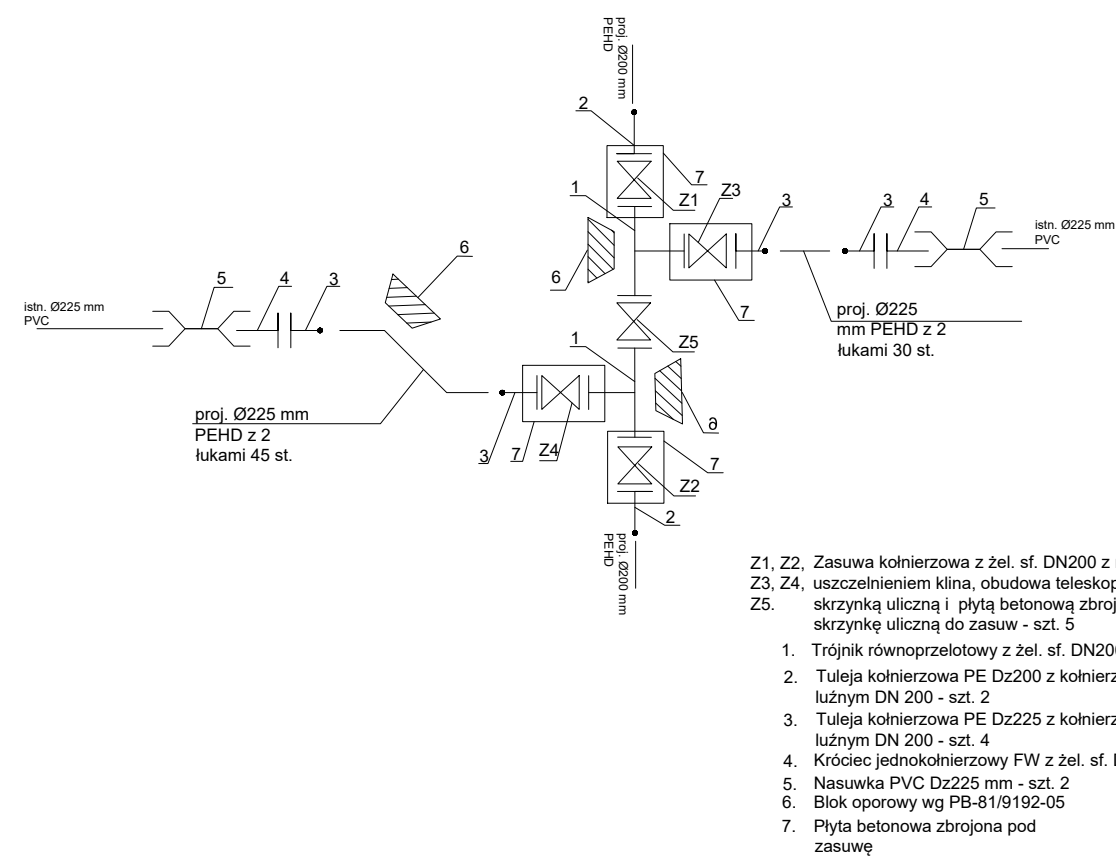 proj. Ø200 mm
PEHD
2
7
1
Z1
Z3
3
3
4
5
istn. Ø225 mm
PVC
6
6
5
4
3
7
proj. Ø225
mm PEHD z 2
łukami 30 st.
istn. Ø225 mm
PVC
Z5
1
proj. Ø225 mm
PEHD z 2
łukami 45 st.
3
7
Z4
6
7
Z2
2
proj. Ø200 mm
PEHD
Z1, Z2, Zasuwa kołnierzowa z żel. sf. DN200 z
Z3, Z4, uszczelnieniem klina, obudowa teleskop
Z5. skrzynką uliczną i płytą betonową zbroj
skrzynkę uliczną do zasuw - szt. 5
1. Trójnik równoprzelotowy z żel. sf. DN200
2. Tuleja kołnierzowa PE Dz200 z kołnierz
luźnym DN 200 - szt. 2
3. Tuleja kołnierzowa PE Dz225 z kołnierz
luźnym DN 200 - szt. 4
4. Króciec jednokołnierzowy FW z żel. sf.
5. Nasuwka PVC Dz225 mm - szt. 2
6. Blok oporowy wg PB-81/9192-05
7. Płyta betonowa zbrojona pod
zasuwę